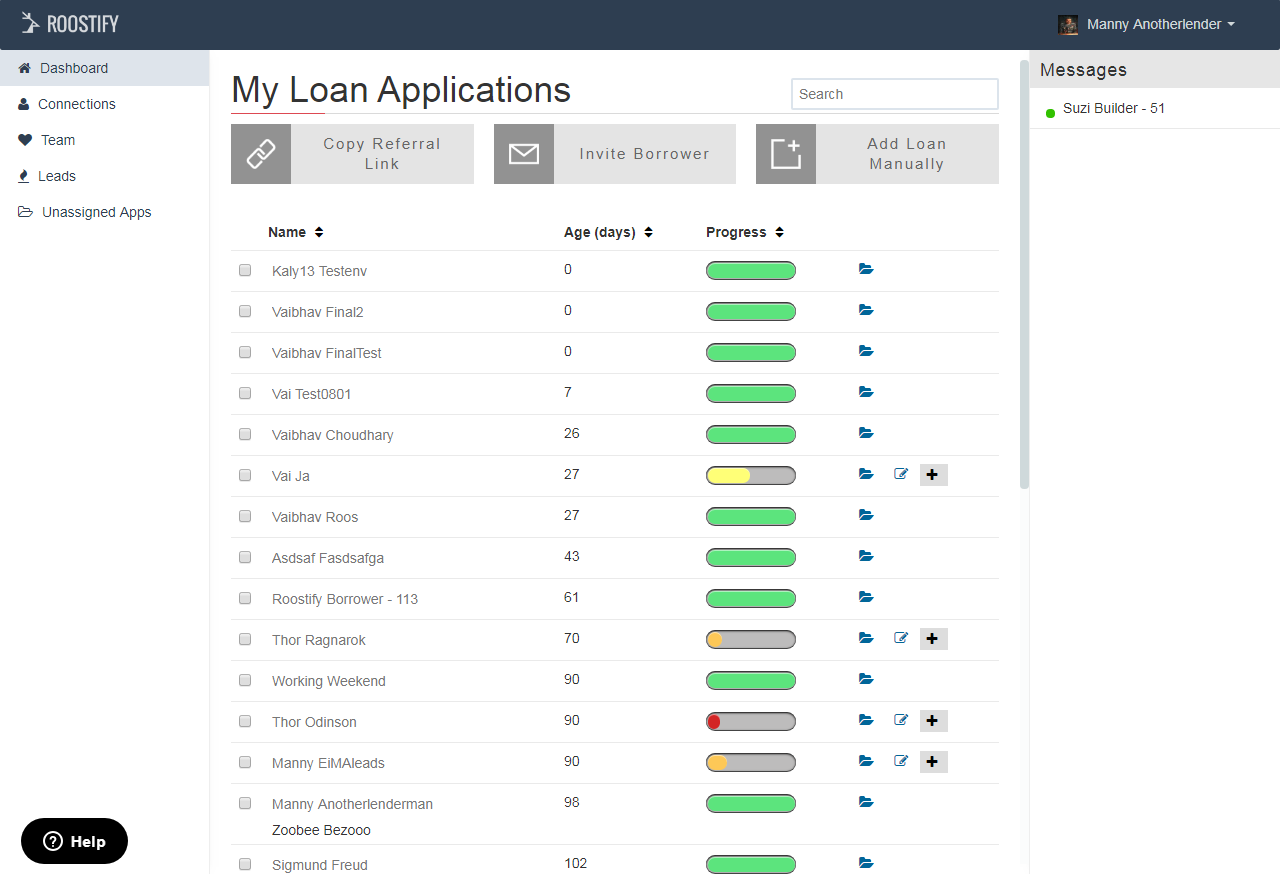 ROOSTIFY
Manny Anotherlender
Dashboard
Connections
Team
Leads
Unassigned Apps
My Loan Applications
Search
Copy Referral
Link
Invite Borrower
Add Loan
Manually
Name Age (days) Progress
Kaly13 Testenv 0
Vaibhav Final2 0
Vaibhav FinalTest 0
Vai Test0801 7
Vaibhav Choudhary 26
Vai Ja 27
Vaibhav Roos 27
Asdsaf Fasdsafga 43
Roostify Borrower - 113 61
Thor Ragnarok 70
Working Weekend 90
Thor Odinson 90
Manny EiMAleads 90
Manny Anotherlenderman 98
Zoobee Bezooo
Sigmund Freud 102
Messages
Suzi Builder - 51
Help